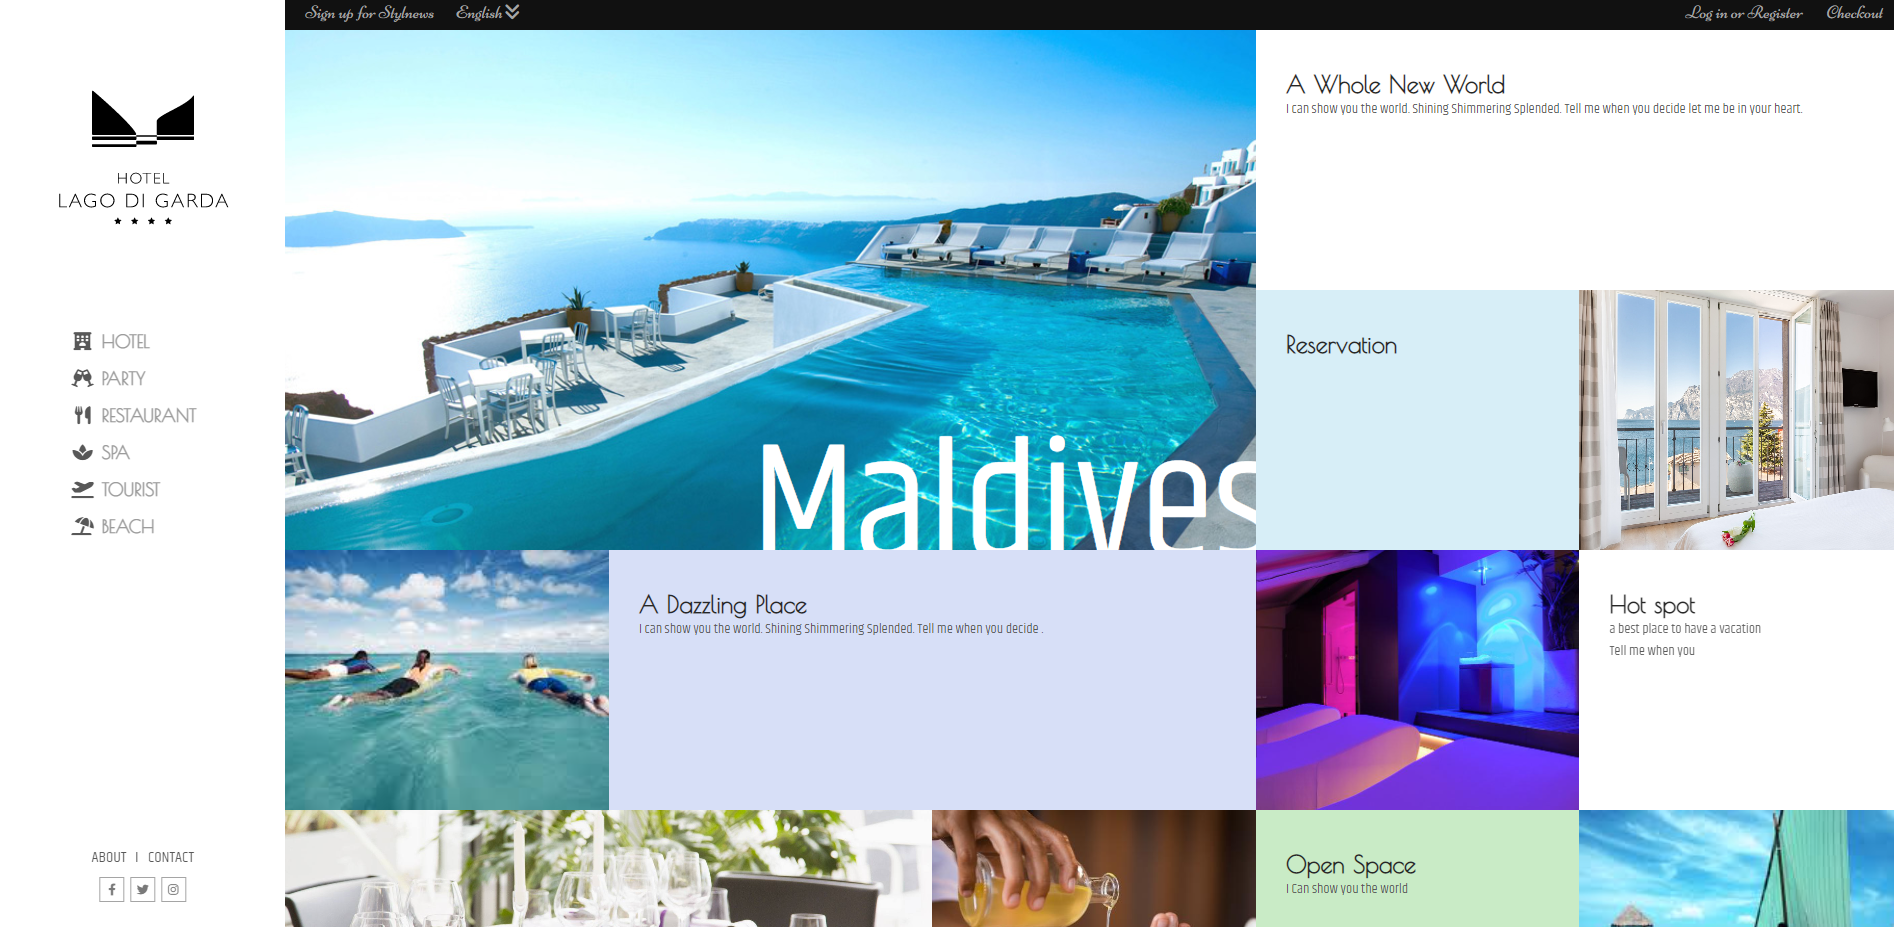 Sign up for Stylnews English
Log in or Register Checkout
HOTEL
LAGO DI GARDA
HOTEL
PARTY
RESTAURANT
SPA
TOURIST
BEACH
ABOUT | CONTACT
Maldives
A Whole New World
I can show you the world. Shining Shimmering Splended. Tell me when you decide let me be in your heart.
Reservation
A Dazzling Place
I can show you the world. Shining Shimmering Splended. Tell me when you decide .
Hot spot
a best place to have a vacation
Tell me when you
Open Space
I Can show you the world